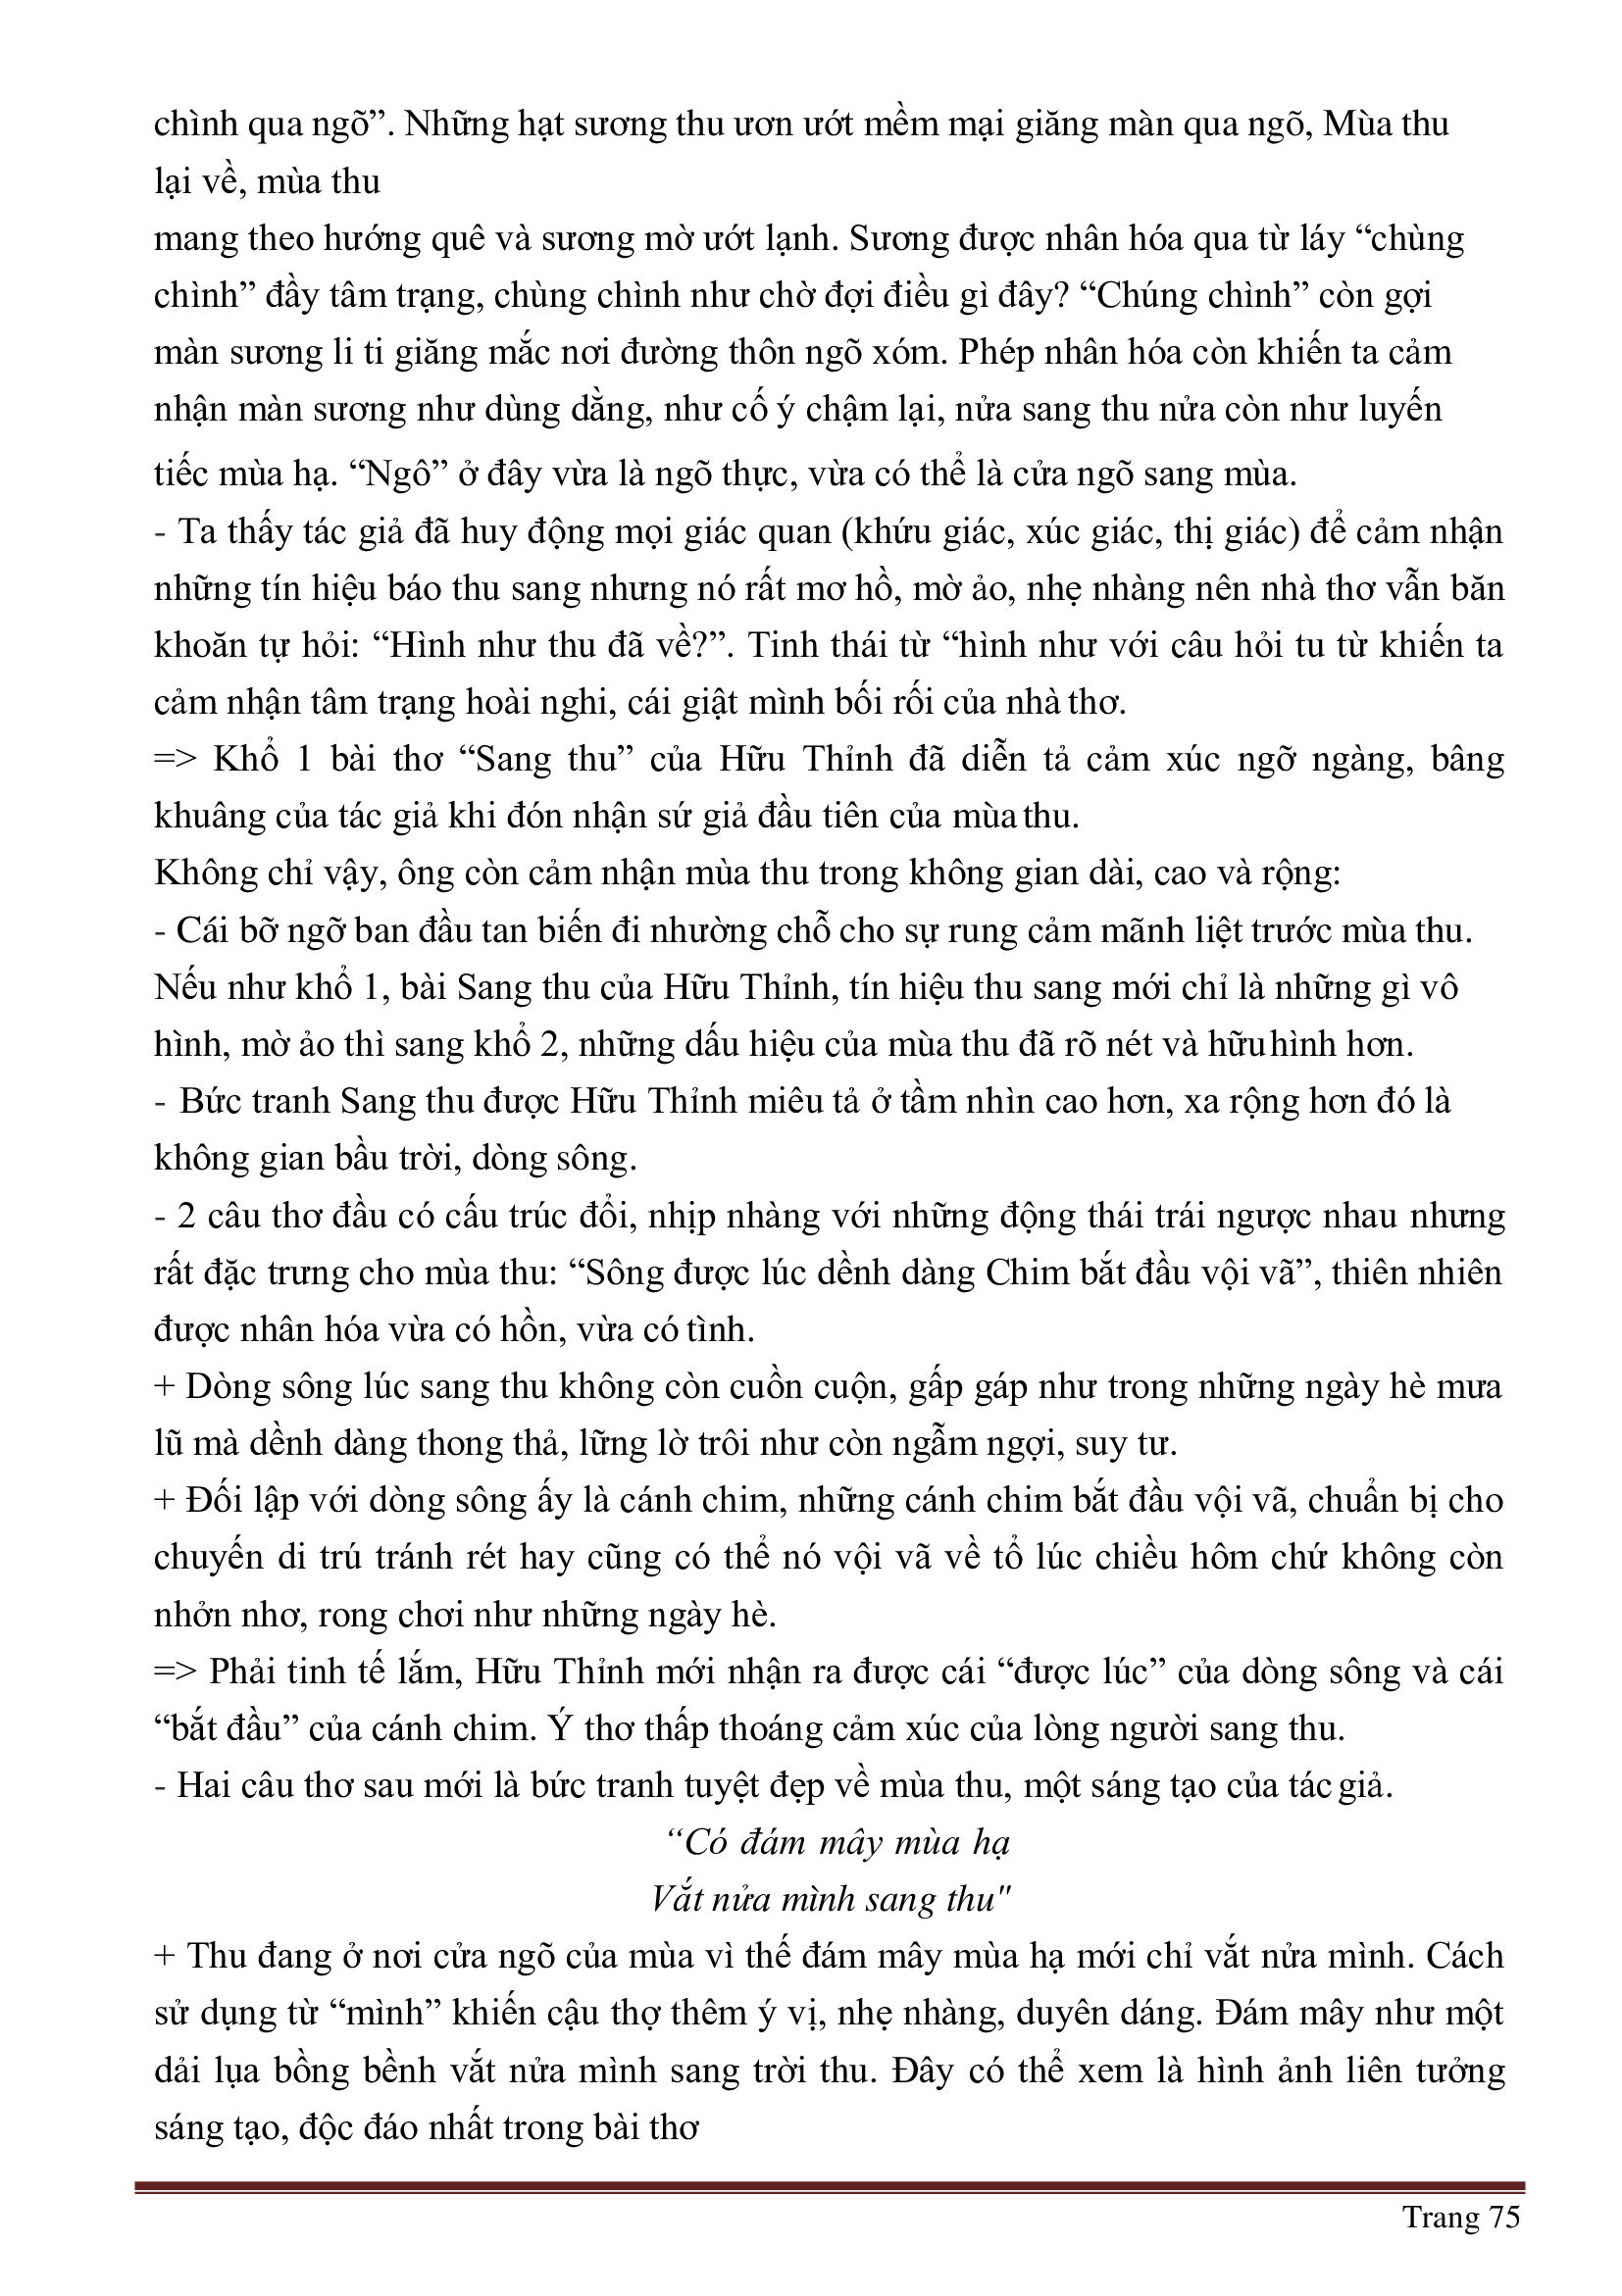 chình qua ngõ”. Những hạt sương thu ươn ướt mềm mại giăng màn qua ngõ, Mùa thu
lại về, mùa thu
mang theo hướng quê và sương mờ ướt lạnh. Sương được nhân hóa qua từ láy “chùng
chình” đầy tâm trạng, chùng chình như chờ đợi điều gì đây? “Chúng chình” còn gợi
màn sương li ti giăng mắc nơi đường thôn ngõ xóm. Phép nhân hóa còn khiến ta cảm
nhận màn sương như dùng dằng, như cố ý chậm lại, nửa sang thu nửa còn như luyến
tiếc mùa hạ. “Ngô” ở đây vừa là ngõ thực, vừa có thể là cửa ngõ sang mùa.
- Ta thấy tác giả đã huy động mọi giác quan (khứu giác, xúc giác, thị giác) để cảm nhận
những tín hiệu báo thu sang nhưng nó rất mơ hồ, mờ ảo, nhẹ nhàng nên nhà thơ vẫn băn
khoăn tự hỏi: “Hình như thu đã về?”. Tinh thái từ “hình như với câu hỏi tu từ khiến ta
cảm nhận tâm trạng hoài nghi, cái giật mình bối rối của nhà thơ.
=> Khổ 1 bài thơ “Sang thu” của Hữu Thỉnh đã diễn tả cảm xúc ngỡ ngàng, bâng
khuâng của tác giả khi đón nhận sứ giả đầu tiên của mùa thu.
Không chỉ vậy, ông còn cảm nhận mùa thu trong không gian dài, cao và rộng:
- Cái bỡ ngỡ ban đầu tan biến đi nhường chỗ cho sự rung cảm mãnh liệt trước mùa thu.
Nếu như khổ 1, bài Sang thu của Hữu Thỉnh, tín hiệu thu sang mới chỉ là những gì vô
hình, mờ ảo thì sang khổ 2, những dấu hiệu của mùa thu đã rõ nét và hữu hình hơn.
- Bức tranh Sang thu được Hữu Thỉnh miêu tả ở tầm nhìn cao hơn, xa rộng hơn đó là
không gian bầu trời, dòng sông.
- 2 câu thơ đầu có cấu trúc đổi, nhịp nhàng với những động thái trái ngược nhau nhưng
rất đặc trưng cho mùa thu: “Sông được lúc dềnh dàng Chim bắt đầu vội vã”, thiên nhiên
được nhân hóa vừa có hồn, vừa có tình.
+ Dòng sông lúc sang thu không còn cuồn cuộn, gấp gáp như trong những ngày hè mưa
lũ mà dềnh dàng thong thả, lững lờ trôi như còn ngẫm ngợi, suy tư.
+ Đối lập với dòng sông ấy là cánh chim, những cánh chim bắt đầu vội vã, chuẩn bị cho
chuyến di trú tránh rét hay cũng có thể nó vội vã về tổ lúc chiều hôm chứ không còn
nhởn nhơ, rong chơi như những ngày hè.
=> Phải tinh tế lắm, Hữu Thỉnh mới nhận ra được cái “được lúc” của dòng sông và cái
“bắt đầu” của cánh chim. Ý thơ thấp thoáng cảm xúc của lòng người sang thu.
- Hai câu thơ sau mới là bức tranh tuyệt đẹp về mùa thu, một sáng tạo của tác giả.
“Có đám mây mùa hạ
Vắt nửa mình sang thu"
+ Thu đang ở nơi cửa ngõ của mùa vì thế đám mây mùa hạ mới chỉ vắt nửa mình. Cách
sử dụng từ “mình” khiến cậu thợ thêm ý vị, nhẹ nhàng, duyên dáng. Đám mây như một
dải lụa bồng bềnh vắt nửa mình sang trời thu. Đây có thể xem là hình ảnh liên tưởng
sáng tạo, độc đáo nhất trong bài thơ
Trang 75